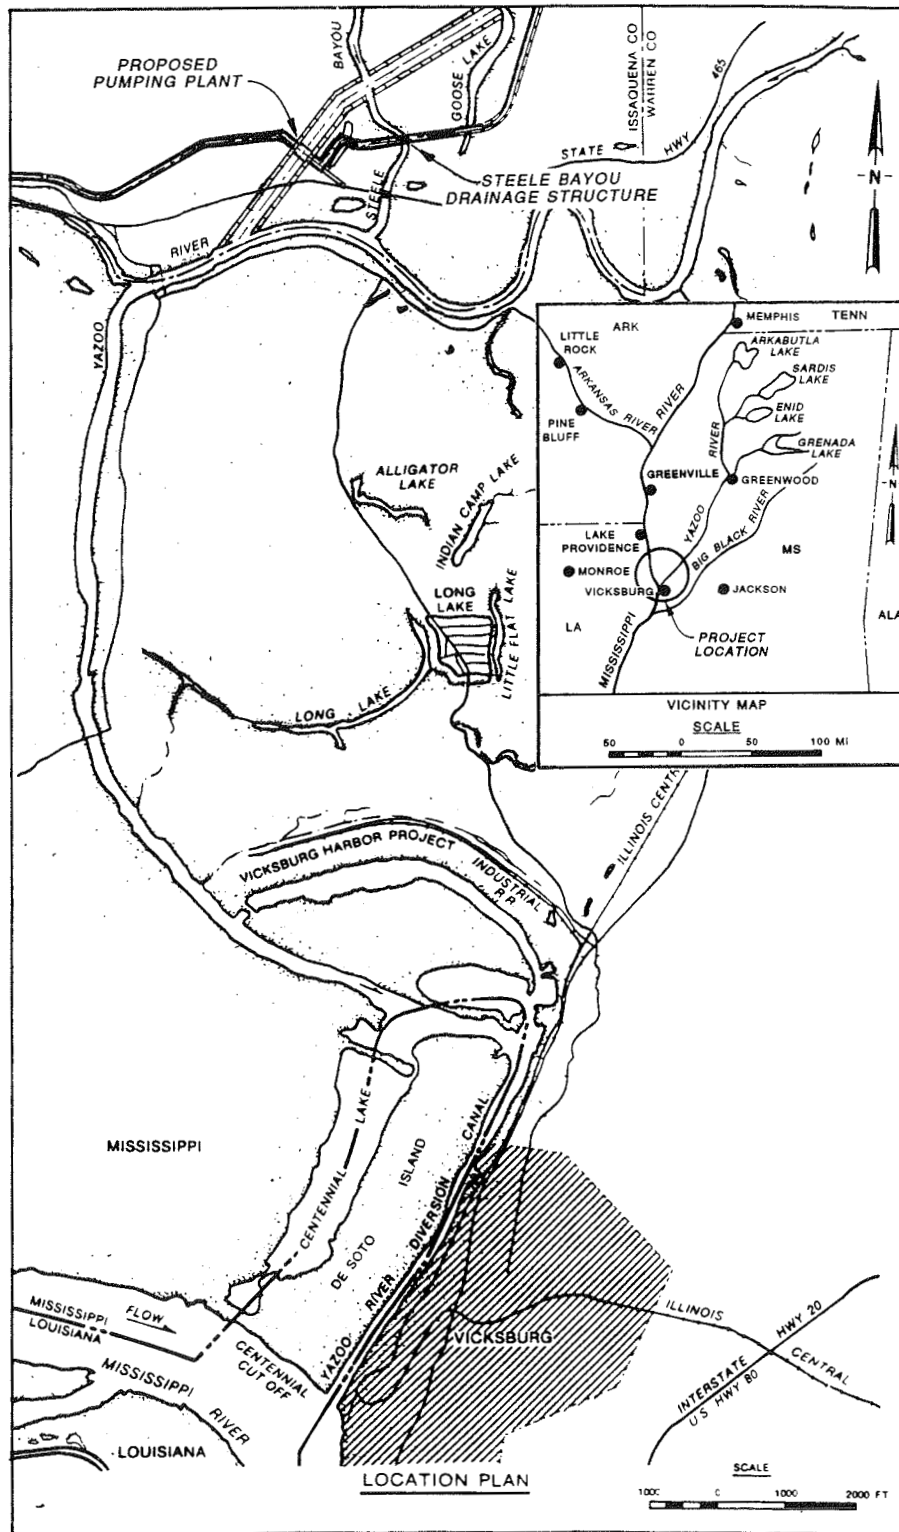 PROPOSED
PUMPING PLANT
BAYOU
GOOSE LAKE
ISSAQUENA CO
WARREN CO
STATE HWY 465
STEELE
STEELE BAYOU
DRAINAGE STRUCTURE
N
RIVER
YAZOO
ALLIGATOR
LAKE
INDIAN CAMP LAKE
LONG
LAKE
LITTLE FLAT LAKE
LONG LAKE
ARK
MEMPHIS
TENN
LITTLE
ROCK
ARKABUTLA
LAKE
SARDIS
LAKE
ARKANSAS RIVER
RIVER
ENID
LAKE
PINE
BLUFF
RIVER
GRENADA
LAKE
GREENVILLE
GREENWOOD
N
YAZOO
BIG BLACK RIVER
LAKE
PROVIDENCE
MS
MONROE
VICKSBURG
JACKSON
LA
ALA
MISSISSIPPI
PROJECT
LOCATION
VICINITY MAP
SCALE
50 0 50 100 MI
ILLINOIS CENTR
VICKSBURG HARBOR PROJECT
INDUSTRIAL
R.R.
MISSISSIPPI
CENTENNIAL LAKE
DE SOTO ISLAND
YAZOO RIVER DIVERSION CANAL
MISSISSIPPI
LOUISIANA
FLOW
CENTENNIAL
CUT OFF
VICKSBURG
ILLINOIS CENTRAL
INTERSTATE HWY 20
U S HWY 80
MISSISSIPPI RIVER
LOUISIANA
LOCATION PLAN
SCALE
1000 0 1000 2000 FT